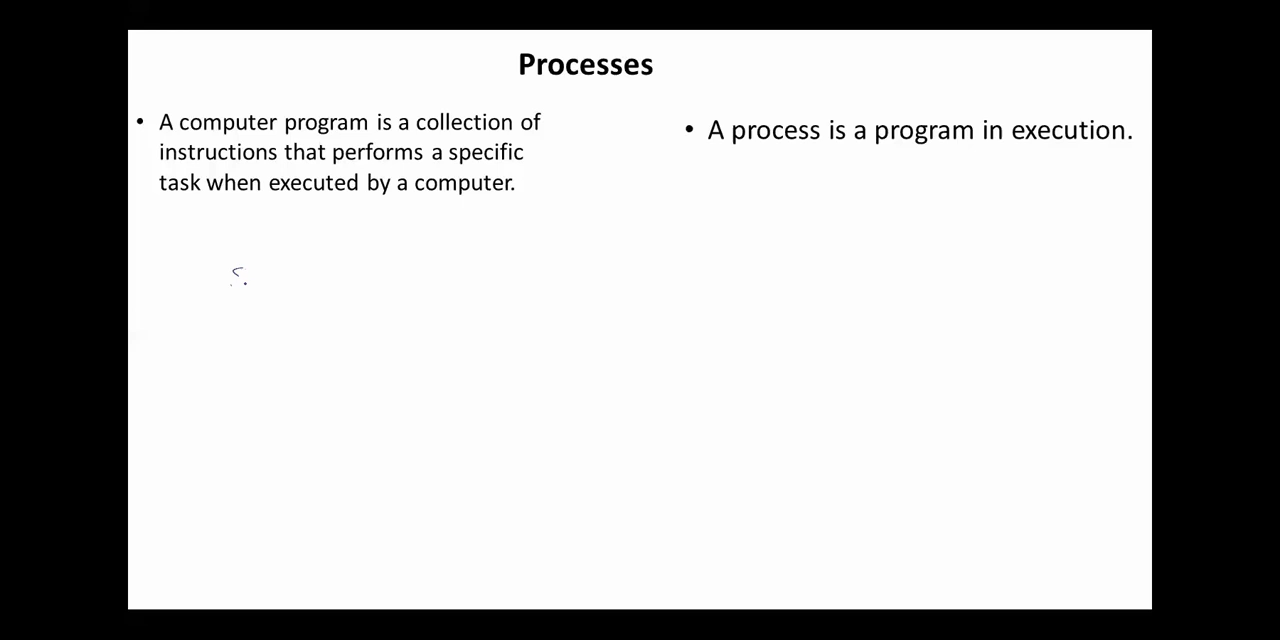 Processes
• A computer program is a collection of
instructions that performs a specific
task when executed by a computer.
• A process is a program in execution.